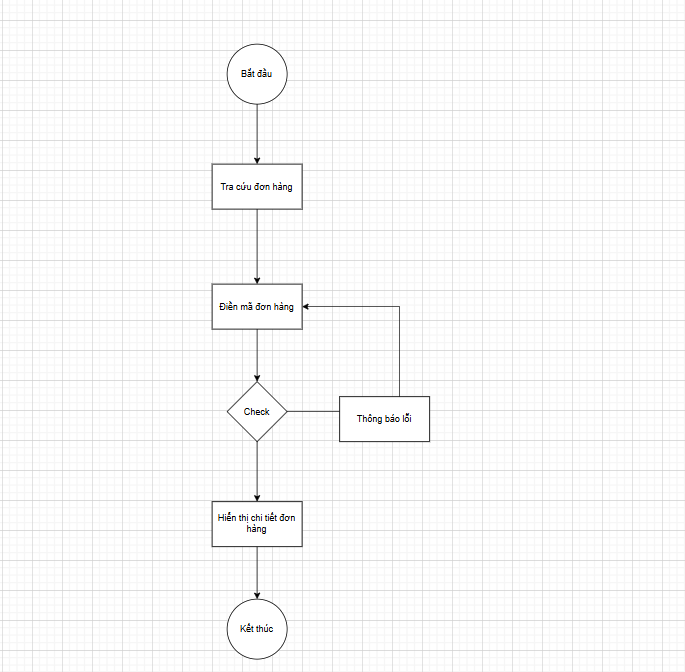 Bắt đầu
Tra cứu đơn hàng
Điền mã đơn hàng
Check
Thông báo lỗi
Hiển thị chi tiết đơn
hàng
Kết thúc